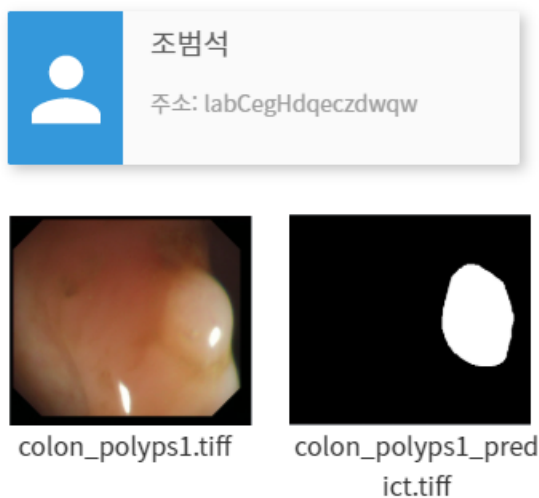 조범석
주소: labCegHdqeczdwqw
colon_polyps1.tiff
colon_polyps1_pred
ict.tiff